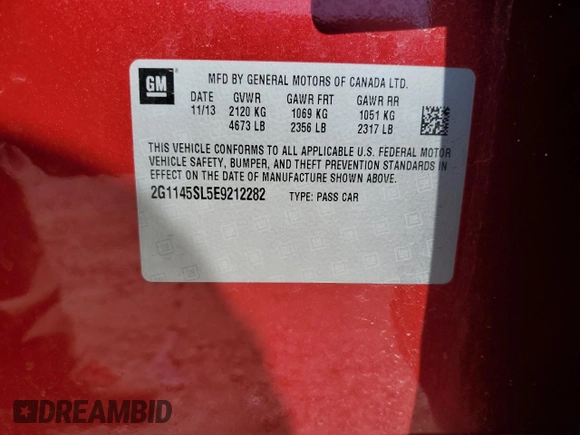 GM
MFD BY GENERAL MOTORS OF CANADA LTD.
DATE GVWR GAWR FRT GAWR RR
11/13 2120 KG 1069 KG 1051 KG
4673 LB 2356 LB 2317 LB
THIS VEHICLE CONFORMS TO ALL APPLICABLE U.S. FEDERAL MOTOR
VEHICLE SAFETY, BUMPER, AND THEFT PREVENTION STANDARDS IN
EFFECT ON THE DATE OF MANUFACTURE SHOWN ABOVE.
2G1145SL5E9212282 TYPE: PASS CAR
DREAMBID